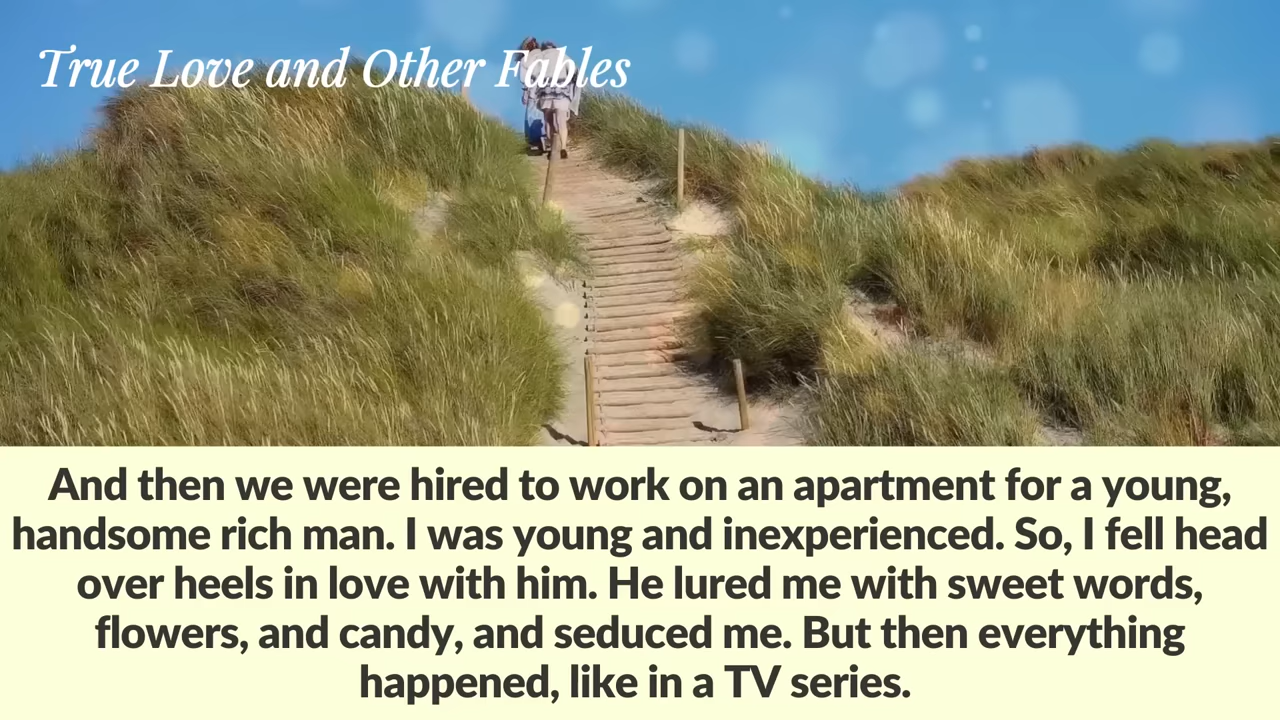 True Love and Other Fables
And then we were hired to work on an apartment for a young,
handsome rich man. I was young and inexperienced. So, I fell head
over heels in love with him. He lured me with sweet words,
flowers, and candy, and seduced me. But then everything
happened, like in a TV series.